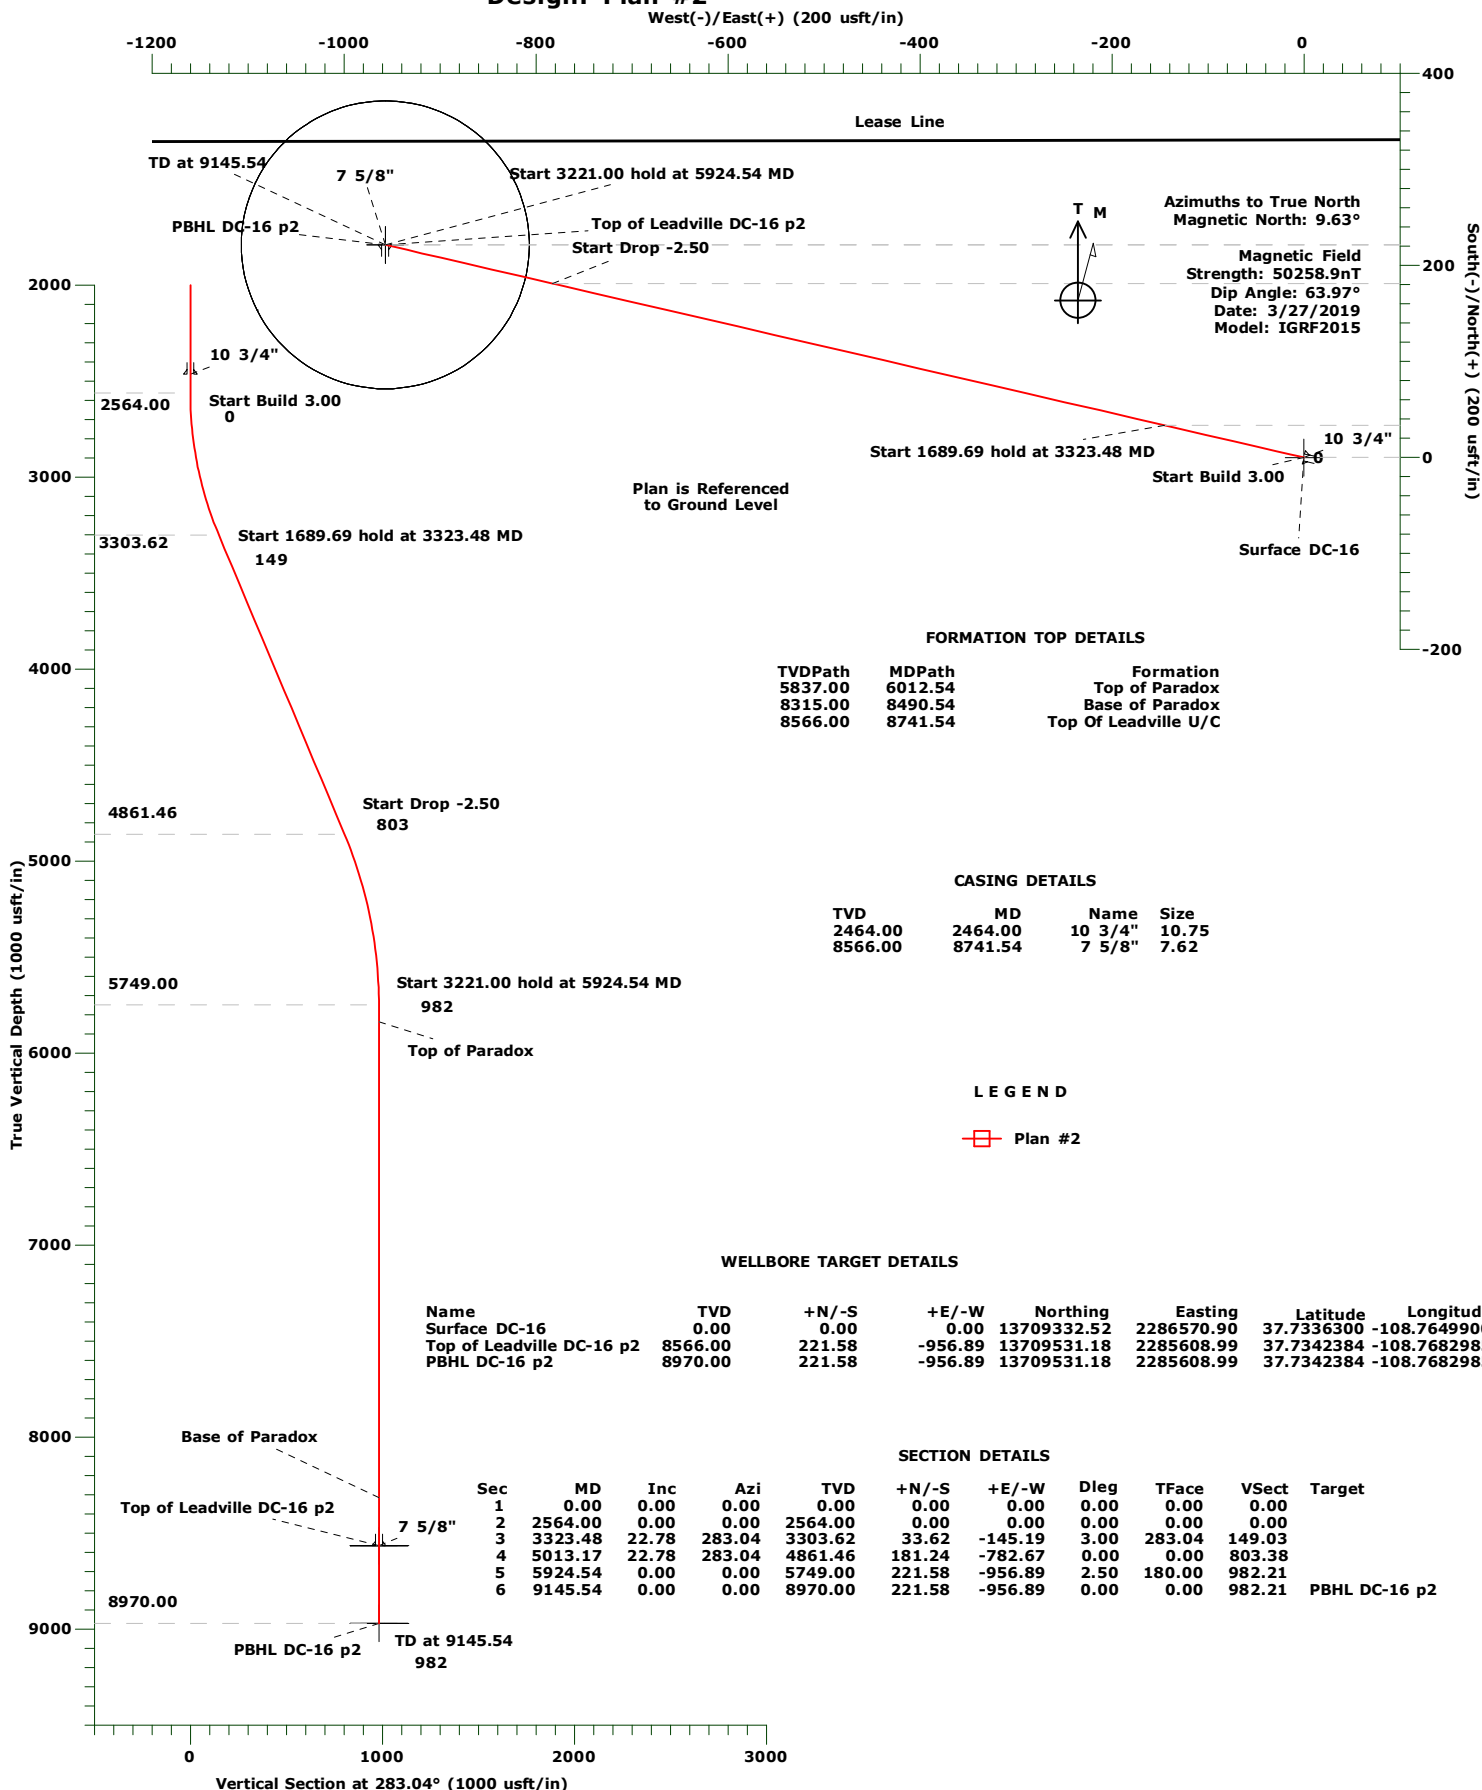 Design: Plan #2
West(-)/East(+) (200 usft/in)
-1200 -1000 -800 -600 -400 -200 0
400
200
0
-200
South(-)/North(+) (200 usft/in)
Lease Line
TD at 9145.54
7 5/8"
Start 3221.00 hold at 5924.54 MD
PBHL DC-16 p2
Top of Leadville DC-16 p2
Start Drop -2.50
T M
Azimuths to True North
Magnetic North: 9.63°
Magnetic Field
Strength: 50258.9nT
Dip Angle: 63.97°
Date: 3/27/2019
Model: IGRF2015
Start 1689.69 hold at 3323.48 MD
10 3/4"
Start Build 3.00
Surface DC-16
Plan is Referenced
to Ground Level
True Vertical Depth (1000 usft/in)
2000
3000
4000
5000
6000
7000
8000
9000
10 3/4"
2564.00
Start Build 3.00
0
3303.62
Start 1689.69 hold at 3323.48 MD
149
4861.46
Start Drop -2.50
803
5749.00
Start 3221.00 hold at 5924.54 MD
982
Top of Paradox
Base of Paradox
Top of Leadville DC-16 p2
7 5/8"
8970.00
PBHL DC-16 p2
TD at 9145.54
982
0 1000 2000 3000
Vertical Section at 283.04° (1000 usft/in)
FORMATION TOP DETAILS
TVDPath MDPath Formation
5837.00 6012.54 Top of Paradox
8315.00 8490.54 Base of Paradox
8566.00 8741.54 Top Of Leadville U/C
CASING DETAILS
TVD MD Name Size
2464.00 2464.00 10 3/4" 10.75
8566.00 8741.54 7 5/8" 7.62
L E G E N D
Plan #2
WELLBORE TARGET DETAILS
Name TVD +N/-S +E/-W Northing Easting Latitude Longitud
Surface DC-16 0.00 0.00 0.00 13709332.52 2286570.90 37.7336300 -108.7649900
Top of Leadville DC-16 p2 8566.00 221.58 -956.89 13709531.18 2285608.99 37.7342384 -108.768298
PBHL DC-16 p2 8970.00 221.58 -956.89 13709531.18 2285608.99 37.7342384 -108.768298
SECTION DETAILS
Sec MD Inc Azi TVD +N/-S +E/-W Dleg TFace VSect Target
1 0.00 0.00 0.00 0.00 0.00 0.00 0.00 0.00 0.00
2 2564.00 0.00 0.00 2564.00 0.00 0.00 0.00 0.00 0.00
3 3323.48 22.78 283.04 3303.62 33.62 -145.19 3.00 283.04 149.03
4 5013.17 22.78 283.04 4861.46 181.24 -782.67 0.00 0.00 803.38
5 5924.54 0.00 0.00 5749.00 221.58 -956.89 2.50 180.00 982.21
6 9145.54 0.00 0.00 8970.00 221.58 -956.89 0.00 0.00 982.21 PBHL DC-16 p2